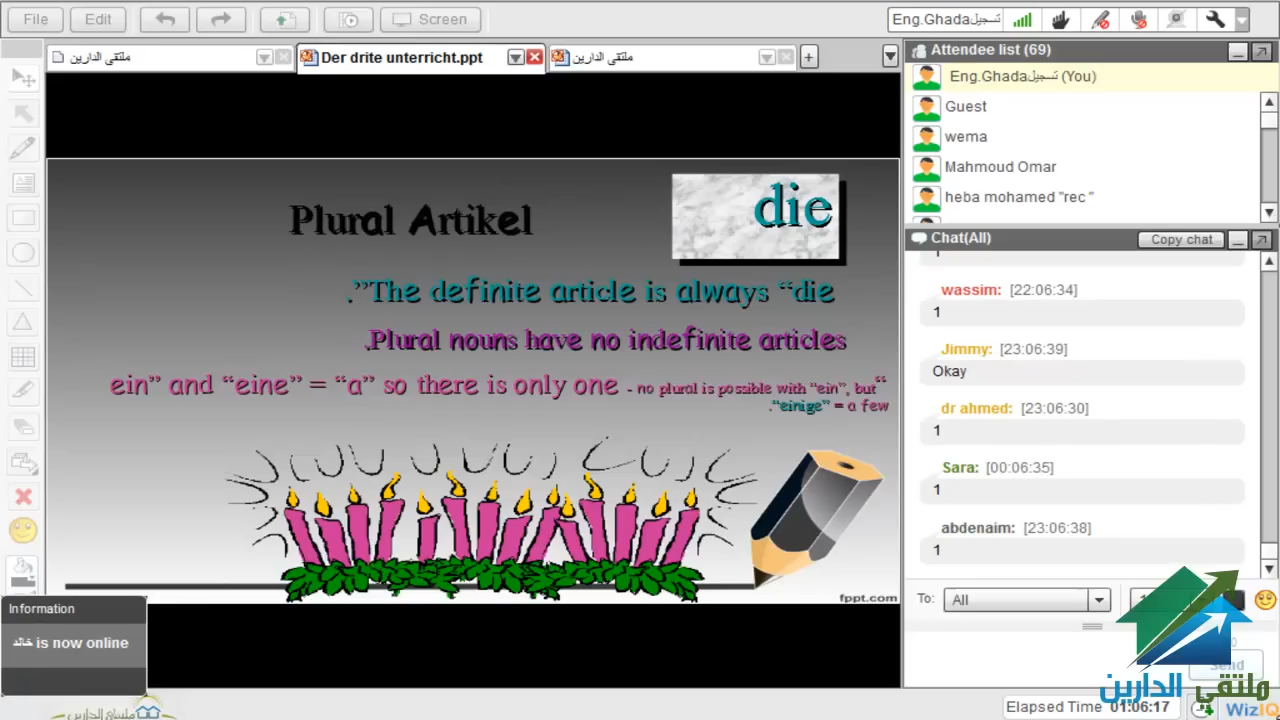 File
Edit
Screen
Eng.Ghadaتسجيل
ملتقى الدارين
Der drite unterricht.ppt
ملتقى الدارين
Attendee list (69)
Eng.Ghadaتسجيل (You)
Guest
wema
Mahmoud Omar
heba mohamed "rec "
Chat(All)
Copy chat
1
wassim: [22:06:34]
1
Jimmy: [23:06:39]
Okay
dr ahmed: [23:06:30]
1
Sara: [00:06:35]
1
abdenaim: [23:06:38]
1
To: All
Send
die
Plural Artikel
.”The definite article is always “die
.Plural nouns have no indefinite articles
ein” and “eine” = “a” so there is only one - no plural is possible with “ein”, but“
.“einige” = a few
fppt.com
Information
خالد is now online
ملتقى الدارين
ملتقى الدارين
Elapsed Time 01:06:17
WizIQ